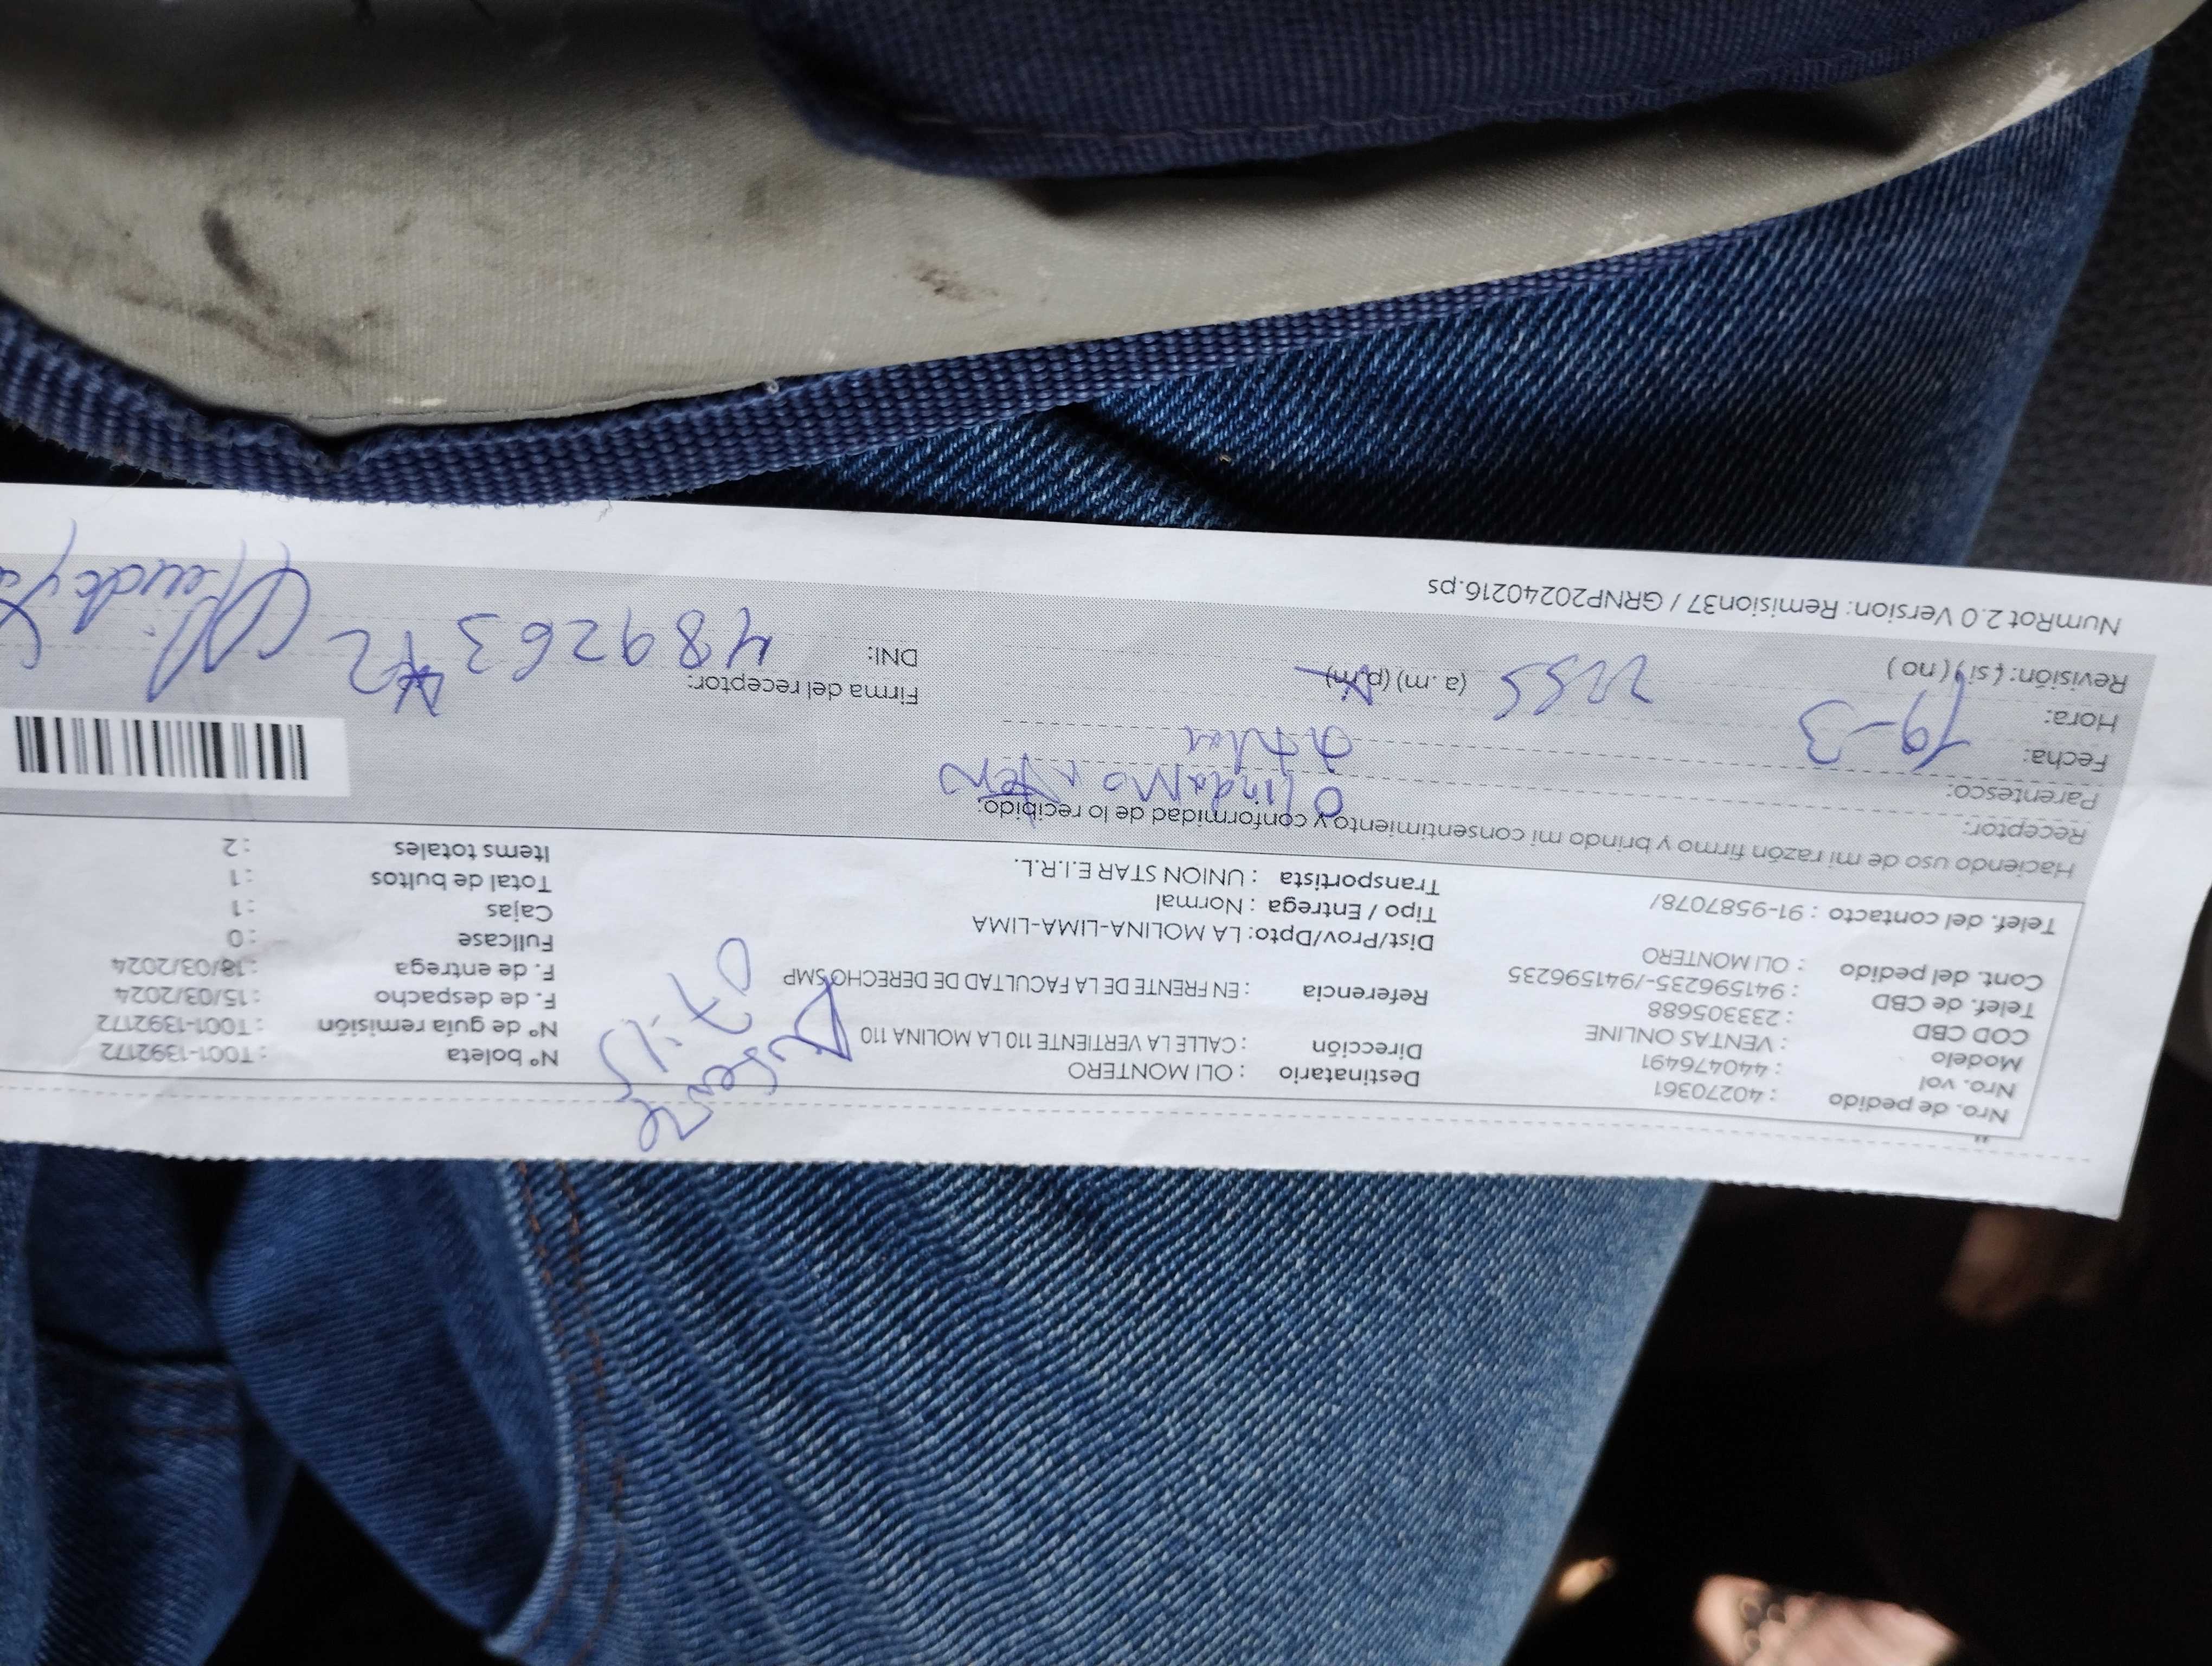 Nro. de pedido : 40270361
Nro. vol : 440476491
Modelo : VENTAS ONLINE
COD CBD : 233305688
Telef. de CBD : 941596235-/941596235
Cont. del pedido : OLI MONTERO
Telef. del contacto : 91-9587078/
Destinatario : OLI MONTERO
Dirección : CALLE LA VERTIENTE 110 LA MOLINA 110
Referencia : EN FRENTE DE LA FACULTAD DE DERECHO SMP
Dist/Prov/Dpto: LA MOLINA-LIMA-LIMA
Tipo / Entrega : Normal
Transportista : UNION STAR E.I.R.L.
N° boleta : T001-1392172
N° de guía remisión : T001-1392172
F. de despacho : 15/03/2024
F. de entrega : 18/03/2024
Fullcase : 0
Cajas : 1
Total de bultos : 1
Items totales : 2
Haciendo uso de mi razón firmo y brindo mi consentimiento y conformidad de lo recibido:
Receptor:
Parentesco:
Fecha: 19-3
Hora: (a.m) (p.m)
Revisión: (si) (no)
Firma del receptor:
DNI:
NumRot 2.0 Version: Remision37 / GRNP20240216.ps